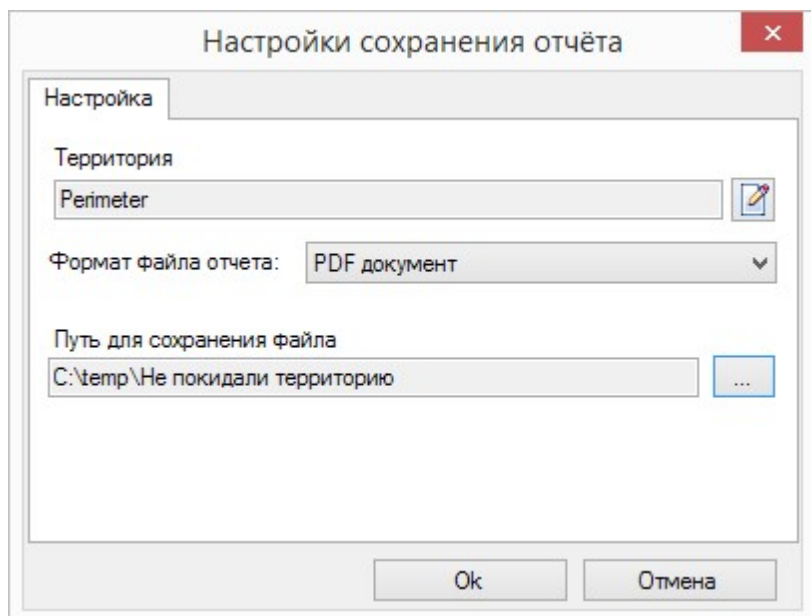 Настройки сохранения отчёта
Настройка
Территория
Perimeter
Формат файла отчета: PDF документ
Путь для сохранения файла
C:\temp\Не покидали территорию
...
Ok Отмена